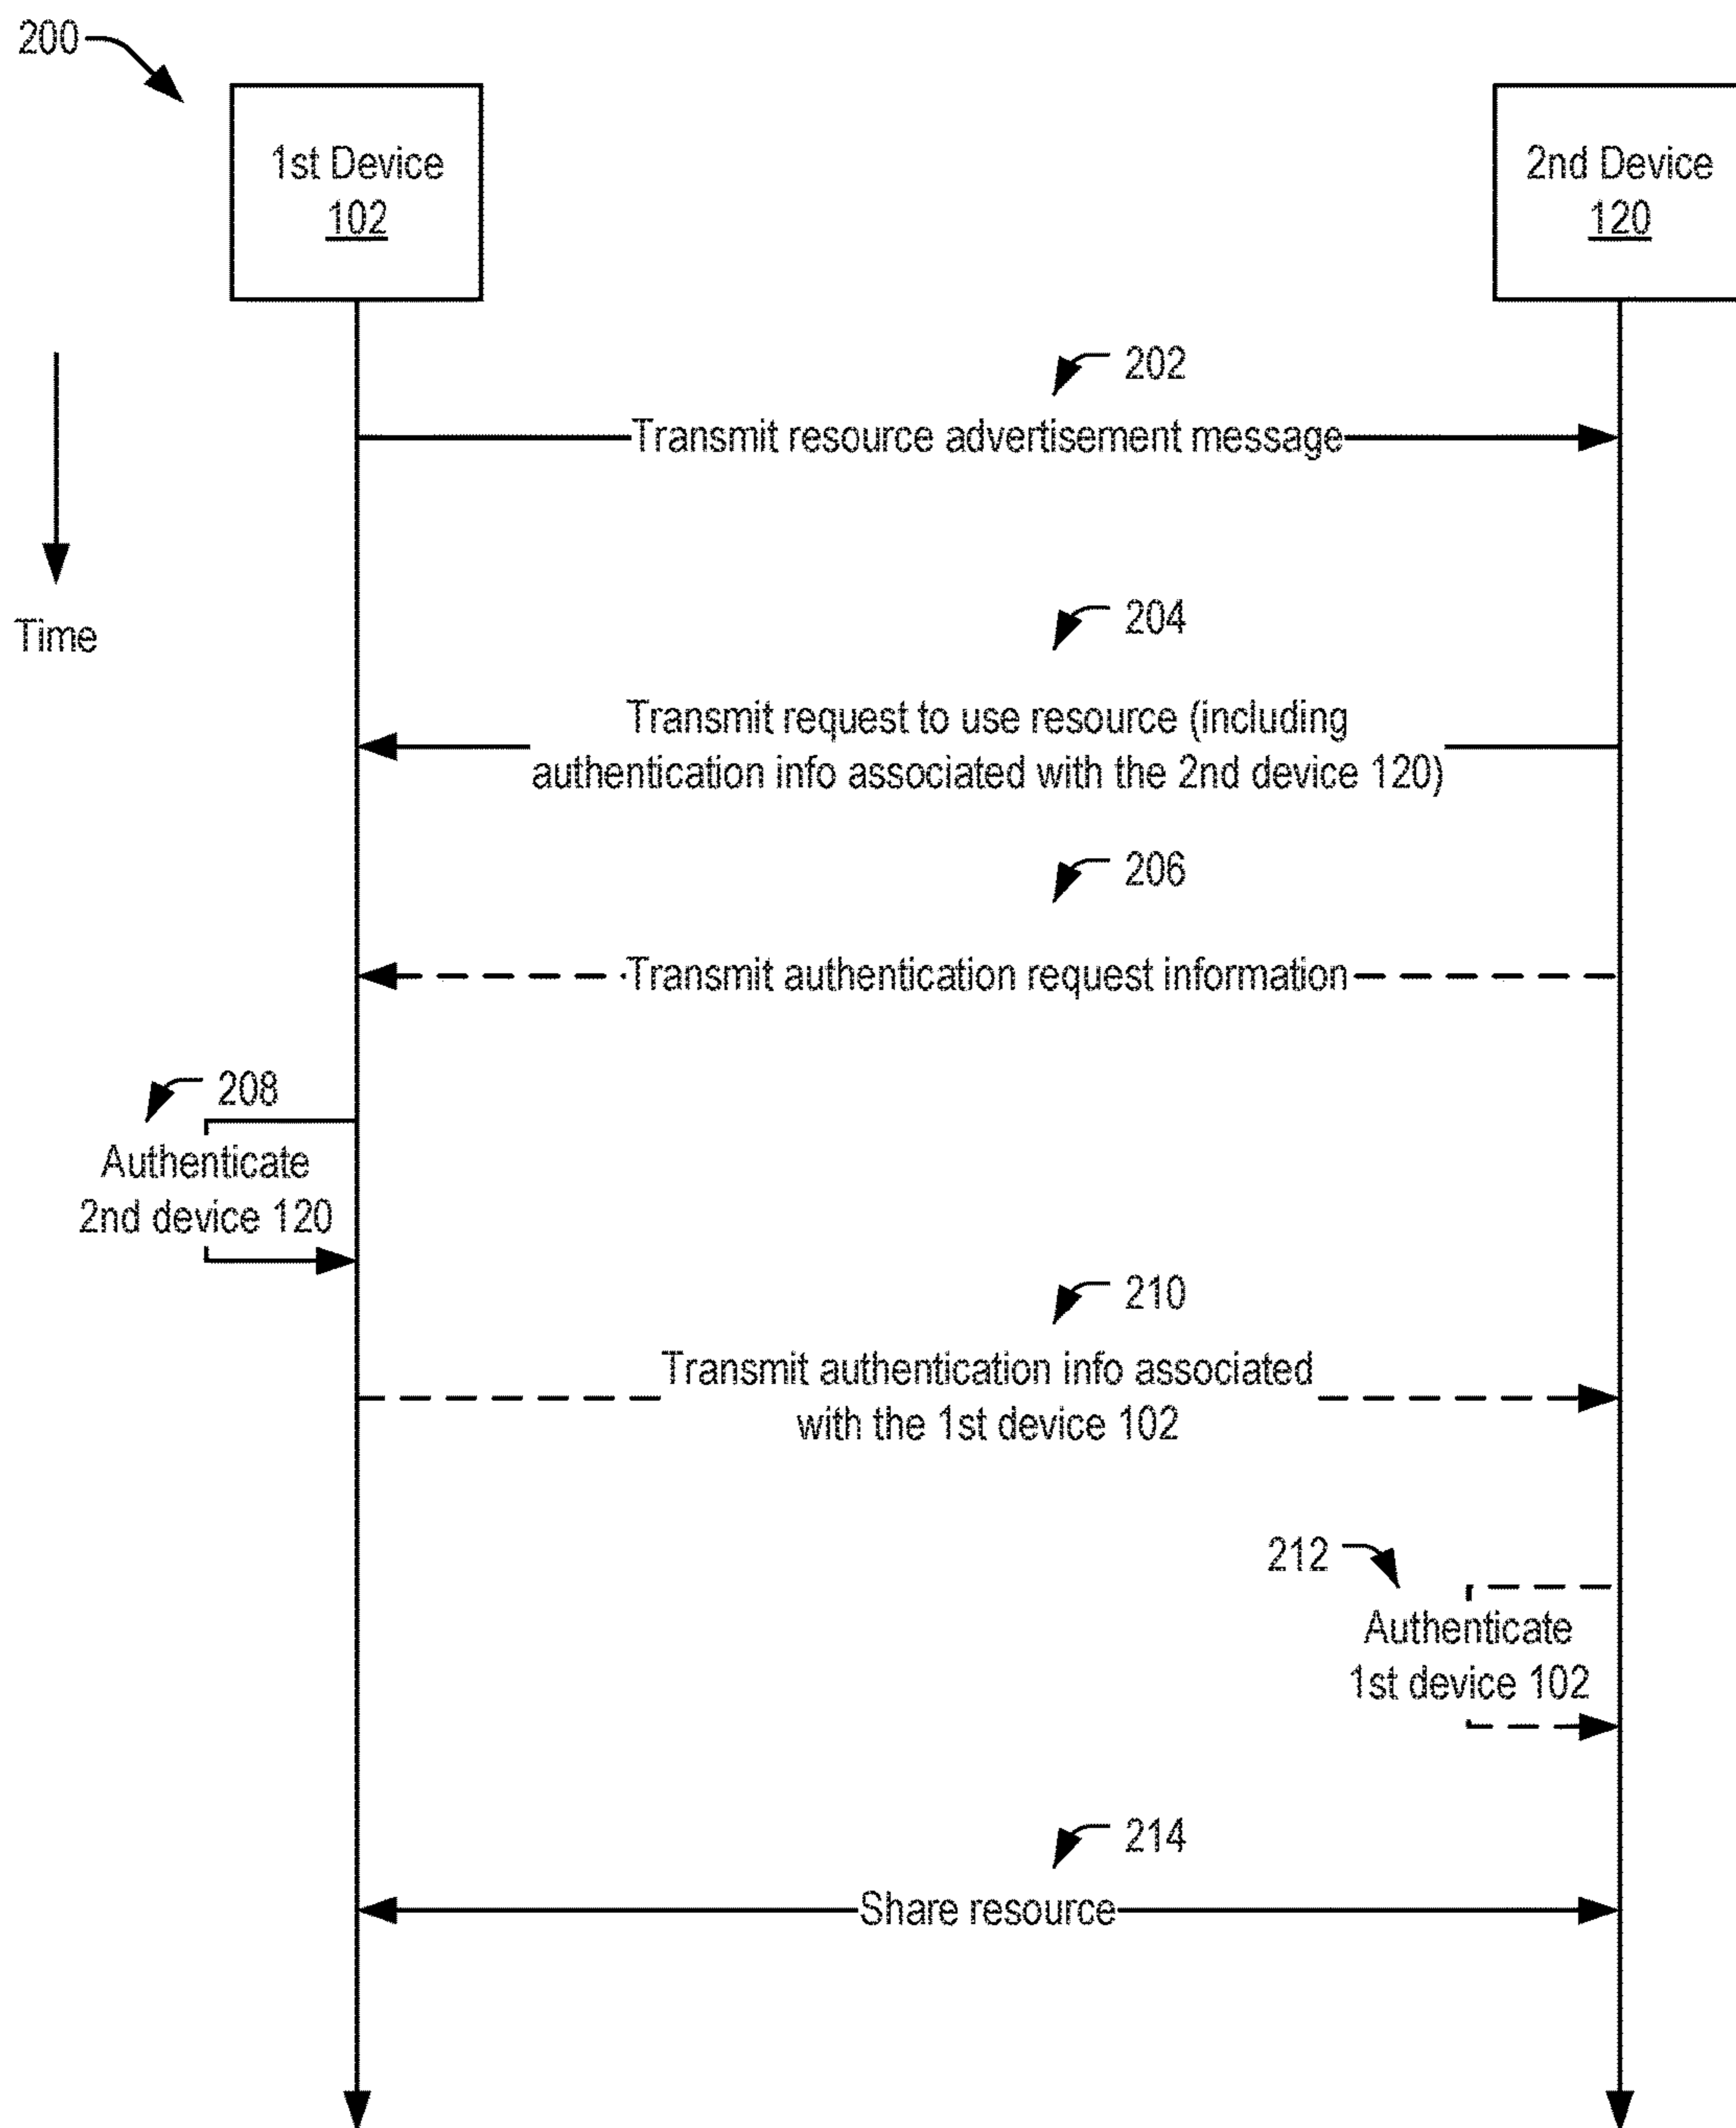 200
1st Device
102
2nd Device
120
202
Transmit resource advertisement message
Time
204
Transmit request to use resource (including
authentication info associated with the 2nd device 120)
206
Transmit authentication request information
208
Authenticate
2nd device 120
210
Transmit authentication info associated
with the 1st device 102
212
Authenticate
1st device 102
214
Share resource